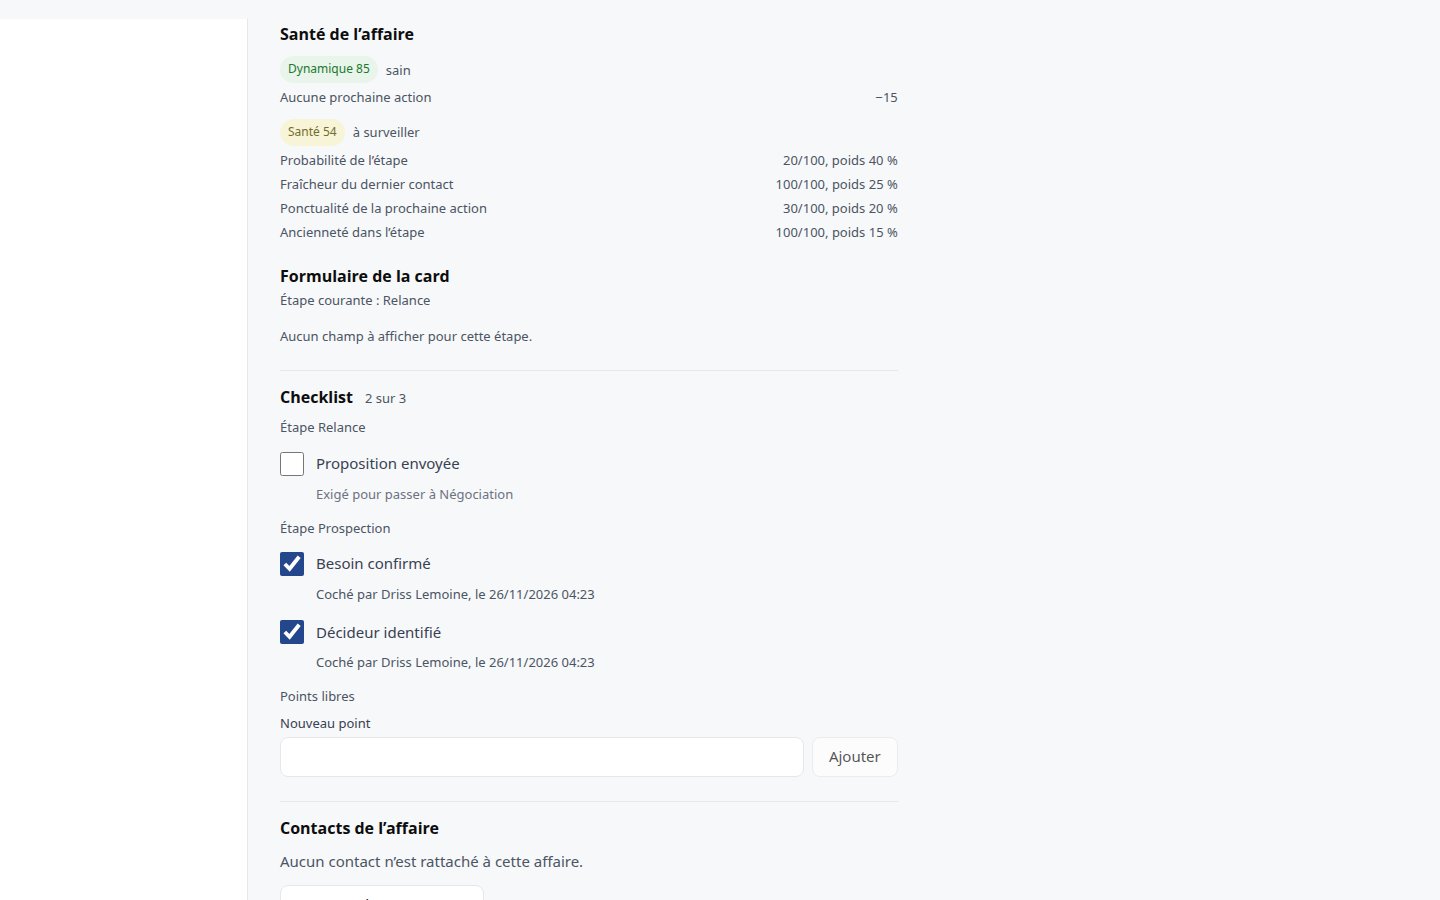 Santé de l’affaire
Dynamique 85 sain
Aucune prochaine action −15
Santé 54 à surveiller
Probabilité de l’étape 20/100, poids 40 %
Fraîcheur du dernier contact 100/100, poids 25 %
Ponctualité de la prochaine action 30/100, poids 20 %
Ancienneté dans l’étape 100/100, poids 15 %
Formulaire de la card
Étape courante : Relance
Aucun champ à afficher pour cette étape.
Checklist 2 sur 3
Étape Relance
Proposition envoyée
Exigé pour passer à Négociation
Étape Prospection
Besoin confirmé
Coché par Driss Lemoine, le 26/11/2026 04:23
Décideur identifié
Coché par Driss Lemoine, le 26/11/2026 04:23
Points libres
Nouveau point
Ajouter
Contacts de l’affaire
Aucun contact n’est rattaché à cette affaire.